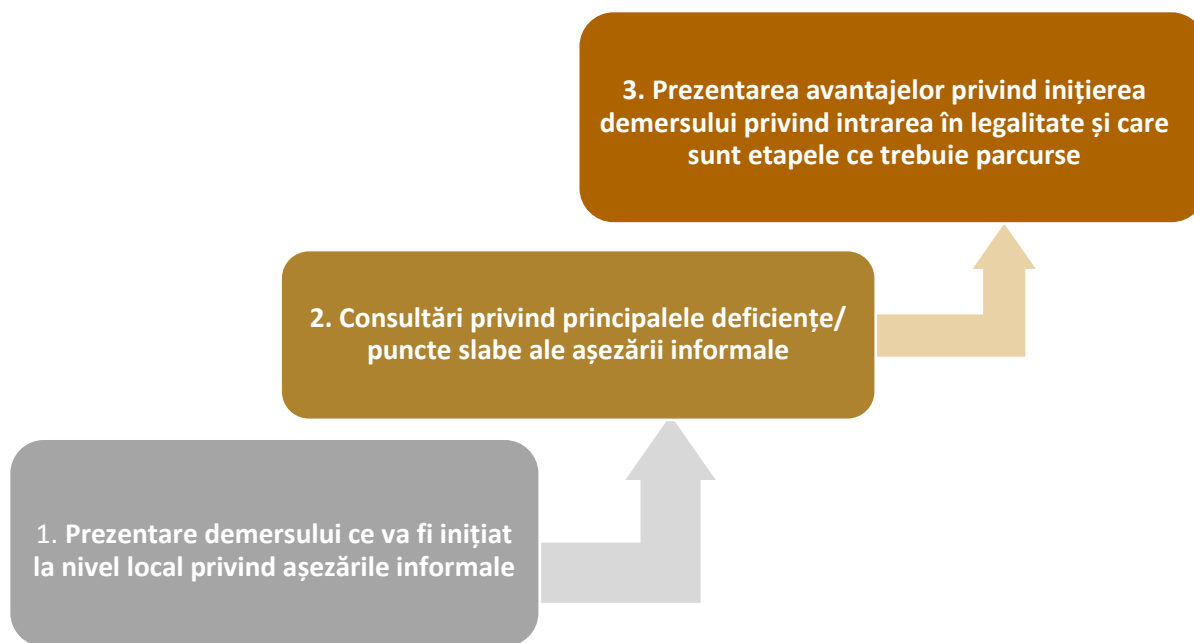 3. Prezentarea avantajelor privind inițierea
demersului privind intrarea în legalitate și care
sunt etapele ce trebuie parcurse
2. Consultări privind principalele deficiențe/
puncte slabe ale așezării informale
1. Prezentare demersului ce va fi inițiat
la nivel local privind așezările informale